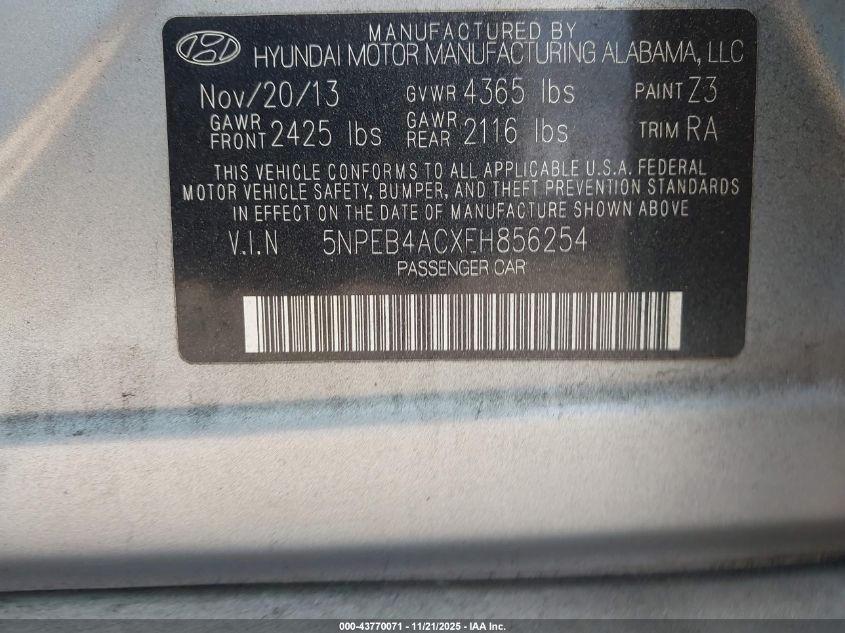 MANUFACTURED BY
HYUNDAI MOTOR MANUFACTURING ALABAMA, LLC
Nov/20/13 GVWR 4365 lbs PAINT Z3
GAWR FRONT 2425 lbs GAWR REAR 2116 lbs TRIM RA
THIS VEHICLE CONFORMS TO ALL APPLICABLE U.S.A. FEDERAL
MOTOR VEHICLE SAFETY, BUMPER, AND THEFT PREVENTION STANDARDS
IN EFFECT ON THE DATE OF MANUFACTURE SHOWN ABOVE
V.I.N 5NPEB4ACXEH856254
PASSENGER CAR
000-43770071 - 11/21/2025 - IAA Inc.